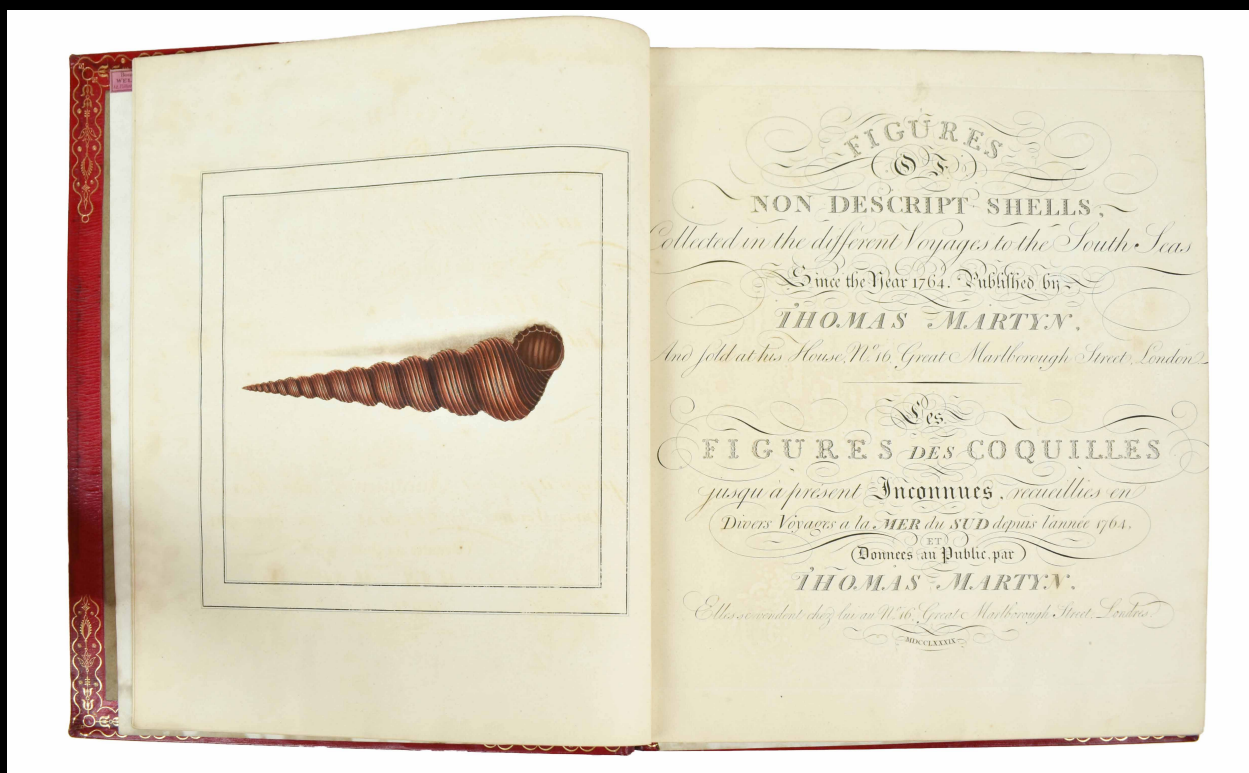 WEL
FIGURES
OF
NON DESCRIPT SHELLS,
Collected in the different Voyages to the South Seas
Since the Year 1764. Publiſhed by
THOMAS MARTYN,
And ſold at his House, No. 16, Great Marlborough Street, London
Les
FIGURES DES COQUILLES
jusqu'à présent Inconnues, recueillies en
Divers Voyages a la MER du SUD depuis l'année 1764,
ET
Donnees au Public, par
THOMAS MARTYN.
Elles se vendent chez lui au No. 16, Great Marlborough Street, Londres.
MDCCLXXXIX